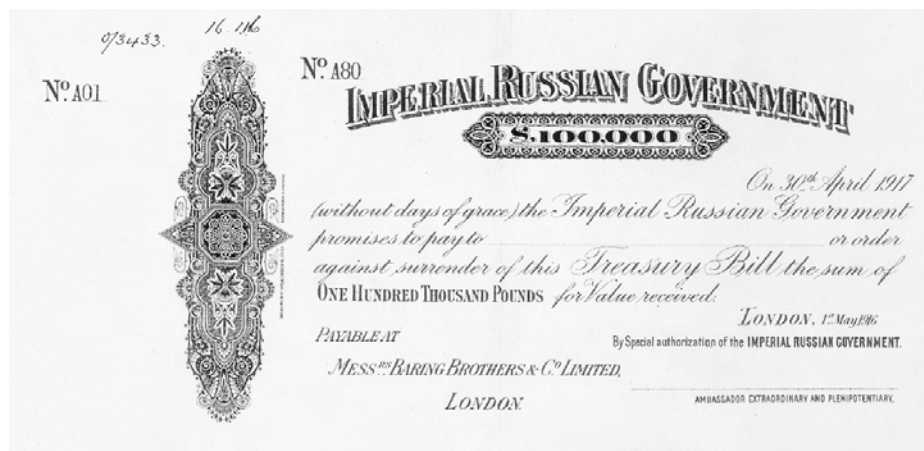 0/3433.
16.
Nº A01
Nº A80
IMPERIAL RUSSIAN GOVERNMENT
100.000
On 30th April 1917
(without days of grace) the Imperial Russian Government
promises to pay to or order
against surrender of this Treasury Bill the sum of
ONE HUNDRED THOUSAND POUNDS for Value received.
LONDON, 1st May 1916
PAYABLE AT
By Special authorization of the IMPERIAL RUSSIAN GOVERNMENT.
MESSRS BARING BROTHERS & Cº LIMITED,
LONDON.
AMBASSADOR EXTRAORDINARY AND PLENIPOTENTIARY.